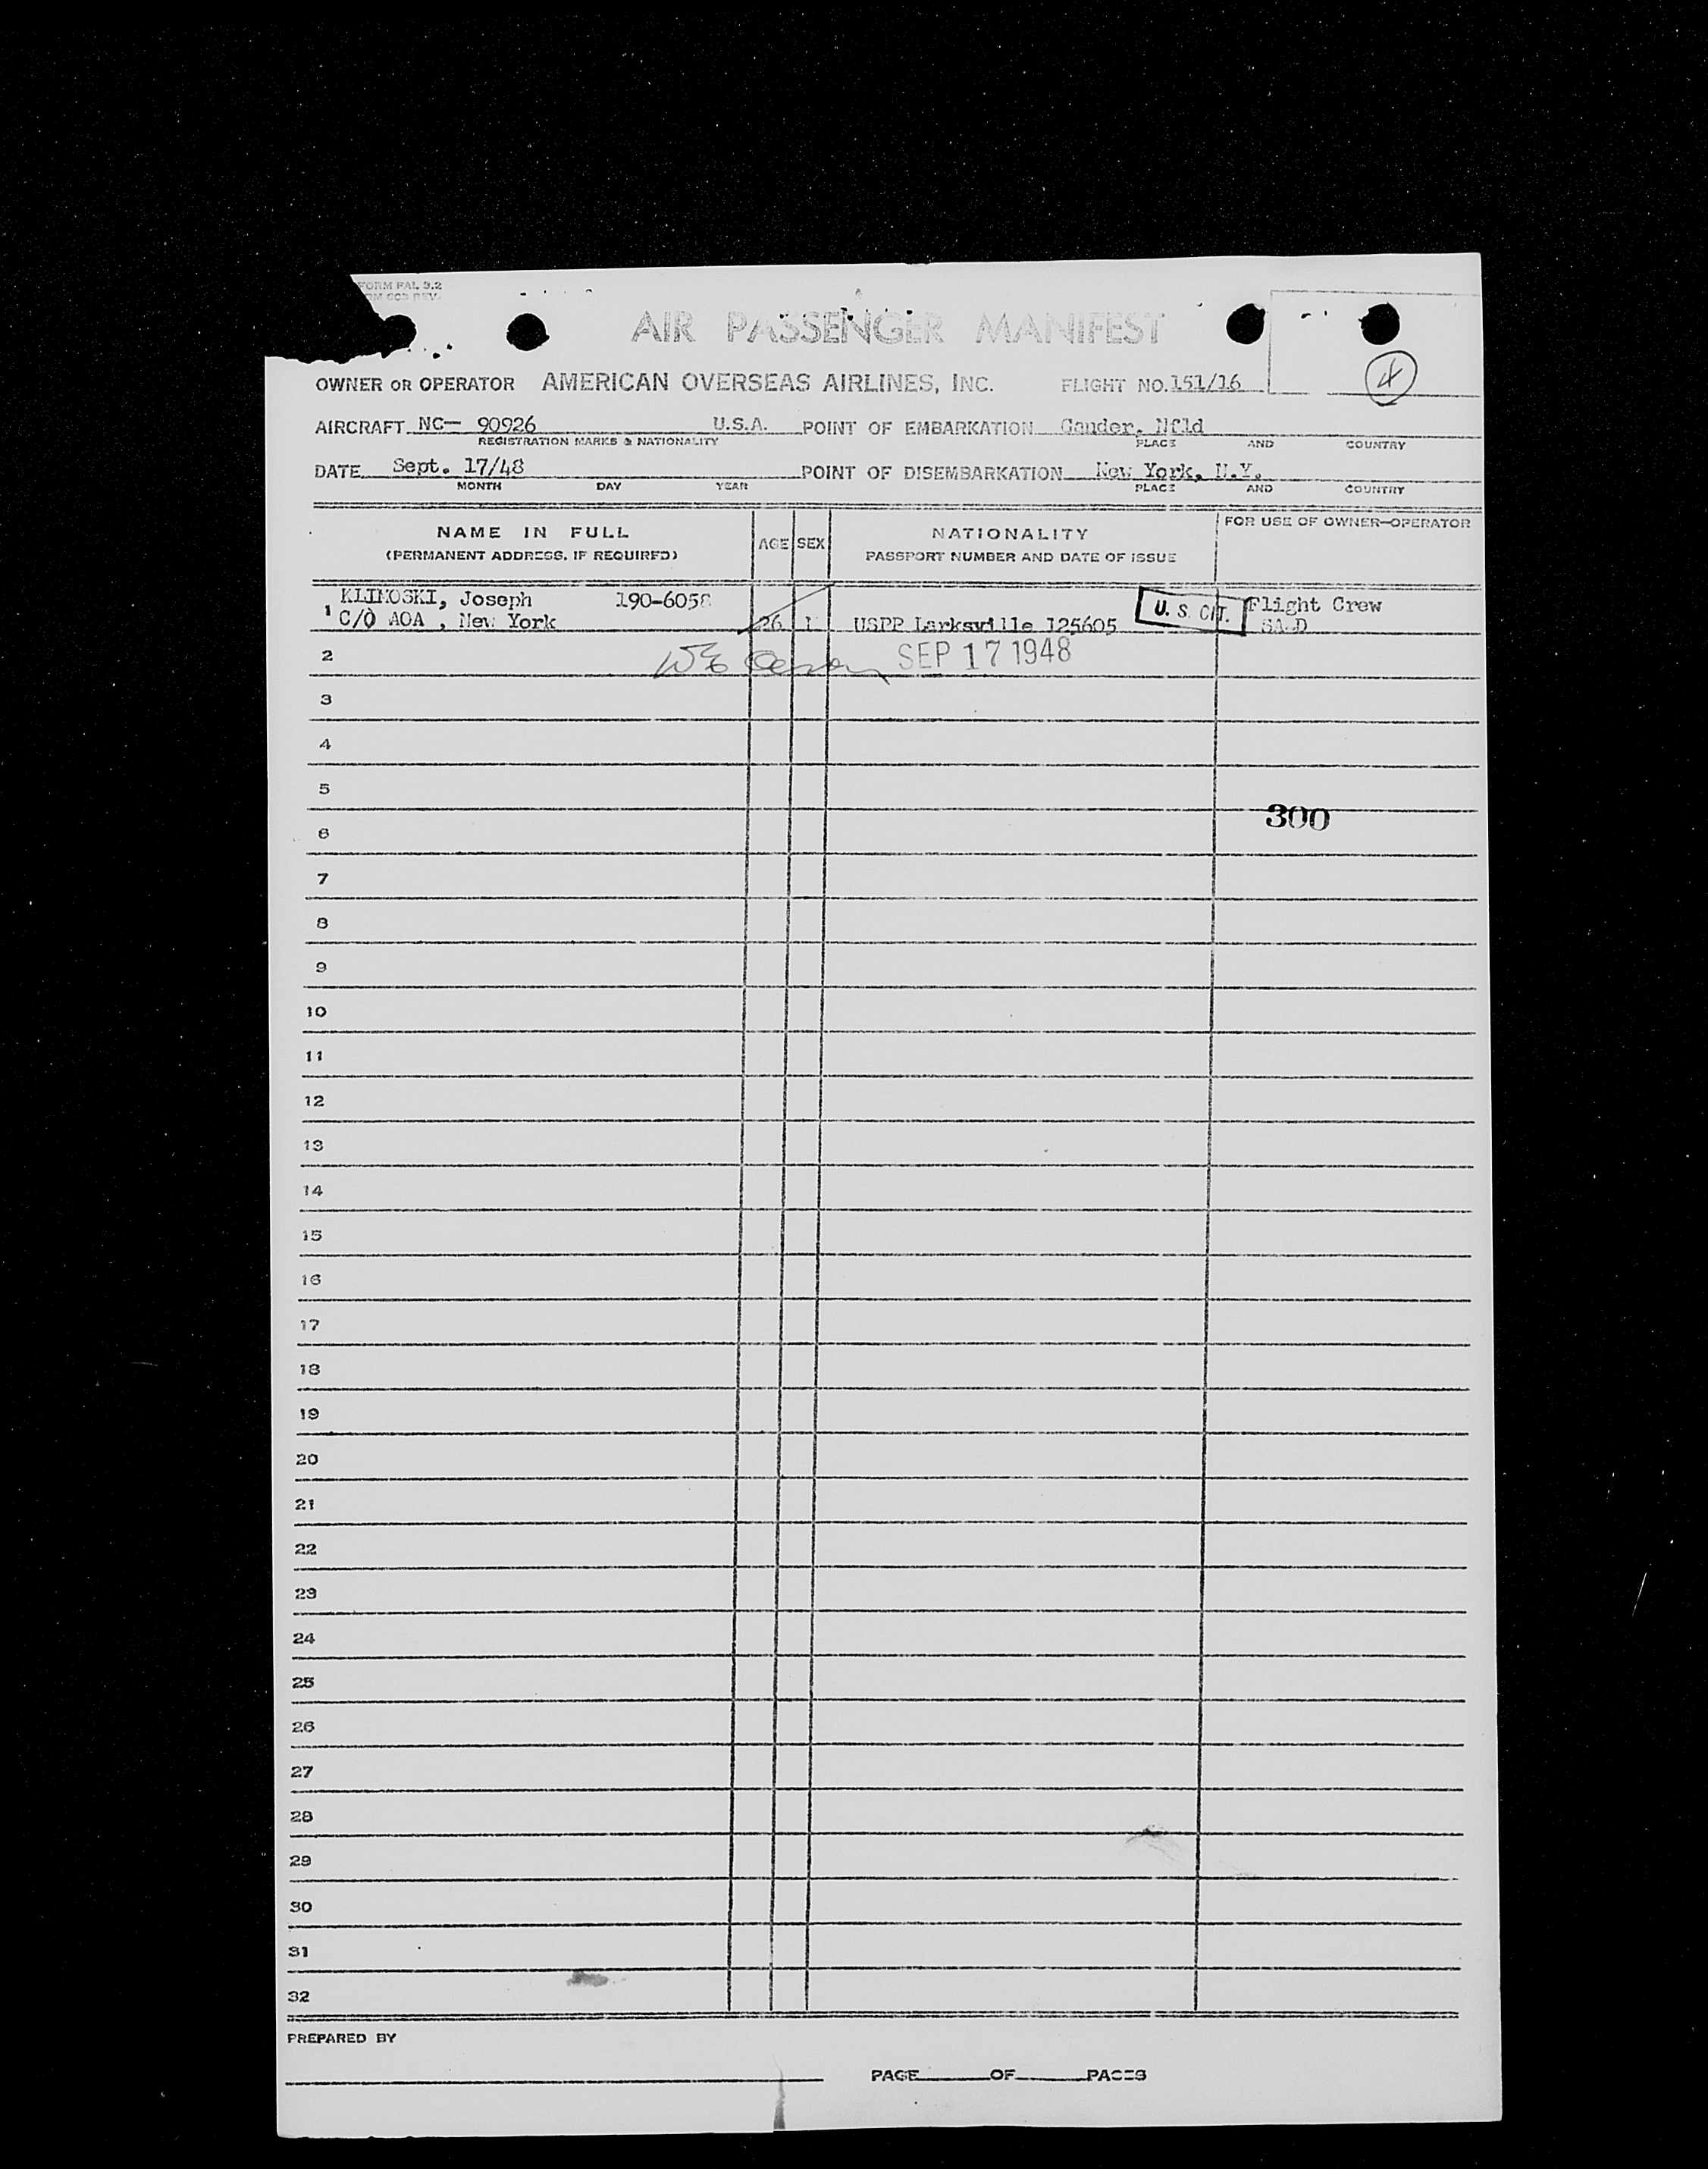 FORM PAL 3.2
AIR PASSENGER MANIFEST
4
OWNER OR OPERATOR AMERICAN OVERSEAS AIRLINES, INC. FLIGHT NO. 151/16
AIRCRAFT NC- 90926 U.S.A. POINT OF EMBARKATION Gander, Nfld
REGISTRATION MARKS & NATIONALITY PLACE AND COUNTRY
DATE Sept. 17/48 POINT OF DISEMBARKATION New York, N.Y.
MONTH DAY YEAR PLACE AND COUNTRY
NAME IN FULL AGE SEX NATIONALITY FOR USE OF OWNER-OPERATOR
(PERMANENT ADDRESS, IF REQUIRED) PASSPORT NUMBER AND DATE OF ISSUE
KLIMOSKI, Joseph 190-6058 U. S. CIT. Flight Crew
1 C/O AOA , New York 26 USPP Larksville 125605
2 SEP 17 1948
3
4
5
300
6
7
8
9
10
11
12
13
14
15
16
17
18
19
20
21
22
23
24
25
26
27
28
29
30
31
32
PREPARED BY
PAGE OF PAGES